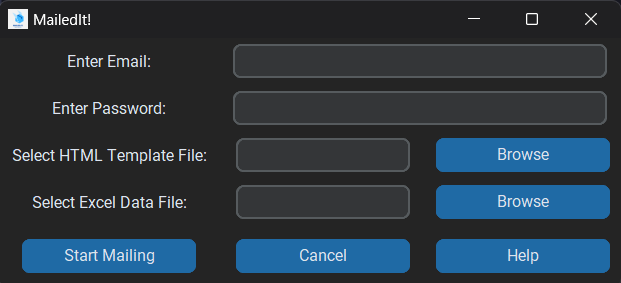 MailedIt!
Enter Email:
Enter Password:
Select HTML Template File: Browse
Select Excel Data File: Browse
Start Mailing Cancel Help